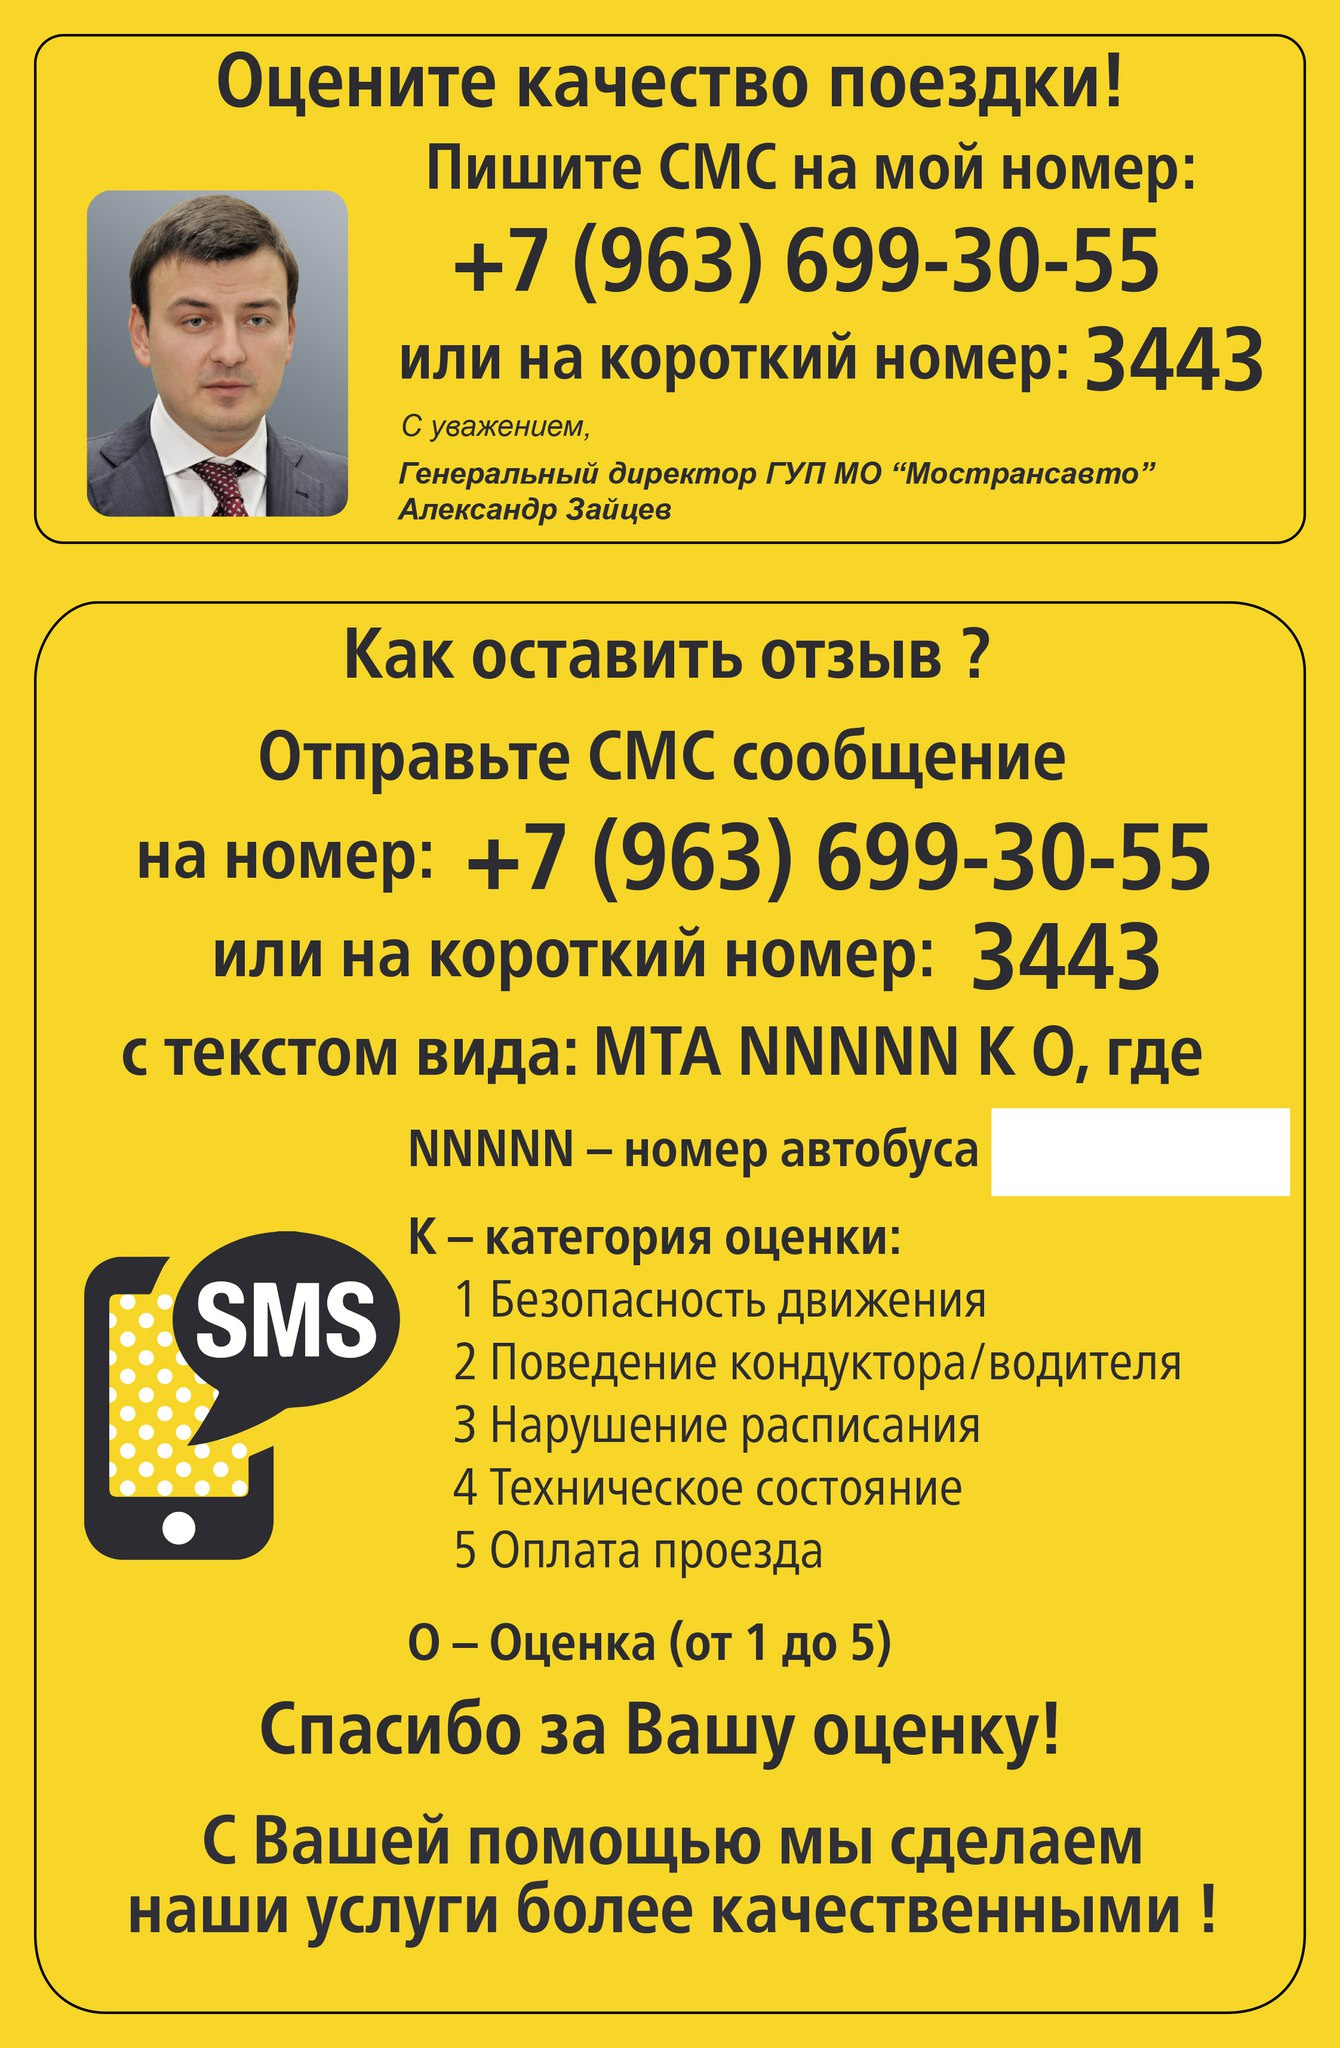 Оцените качество поездки!
Пишите СМС на мой номер:
+7 (963) 699-30-55
или на короткий номер: 3443
С уважением,
Генеральный директор ГУП МО “Мострансавто”
Александр Зайцев
Как оставить отзыв ?
Отправьте СМС сообщение
на номер: +7 (963) 699-30-55
или на короткий номер: 3443
с текстом вида: МТА NNNNN К О, где
NNNNN – номер автобуса
К – категория оценки:
1 Безопасность движения
2 Поведение кондуктора/водителя
3 Нарушение расписания
4 Техническое состояние
5 Оплата проезда
SMS
О – Оценка (от 1 до 5)
Спасибо за Вашу оценку!
С Вашей помощью мы сделаем
наши услуги более качественными !